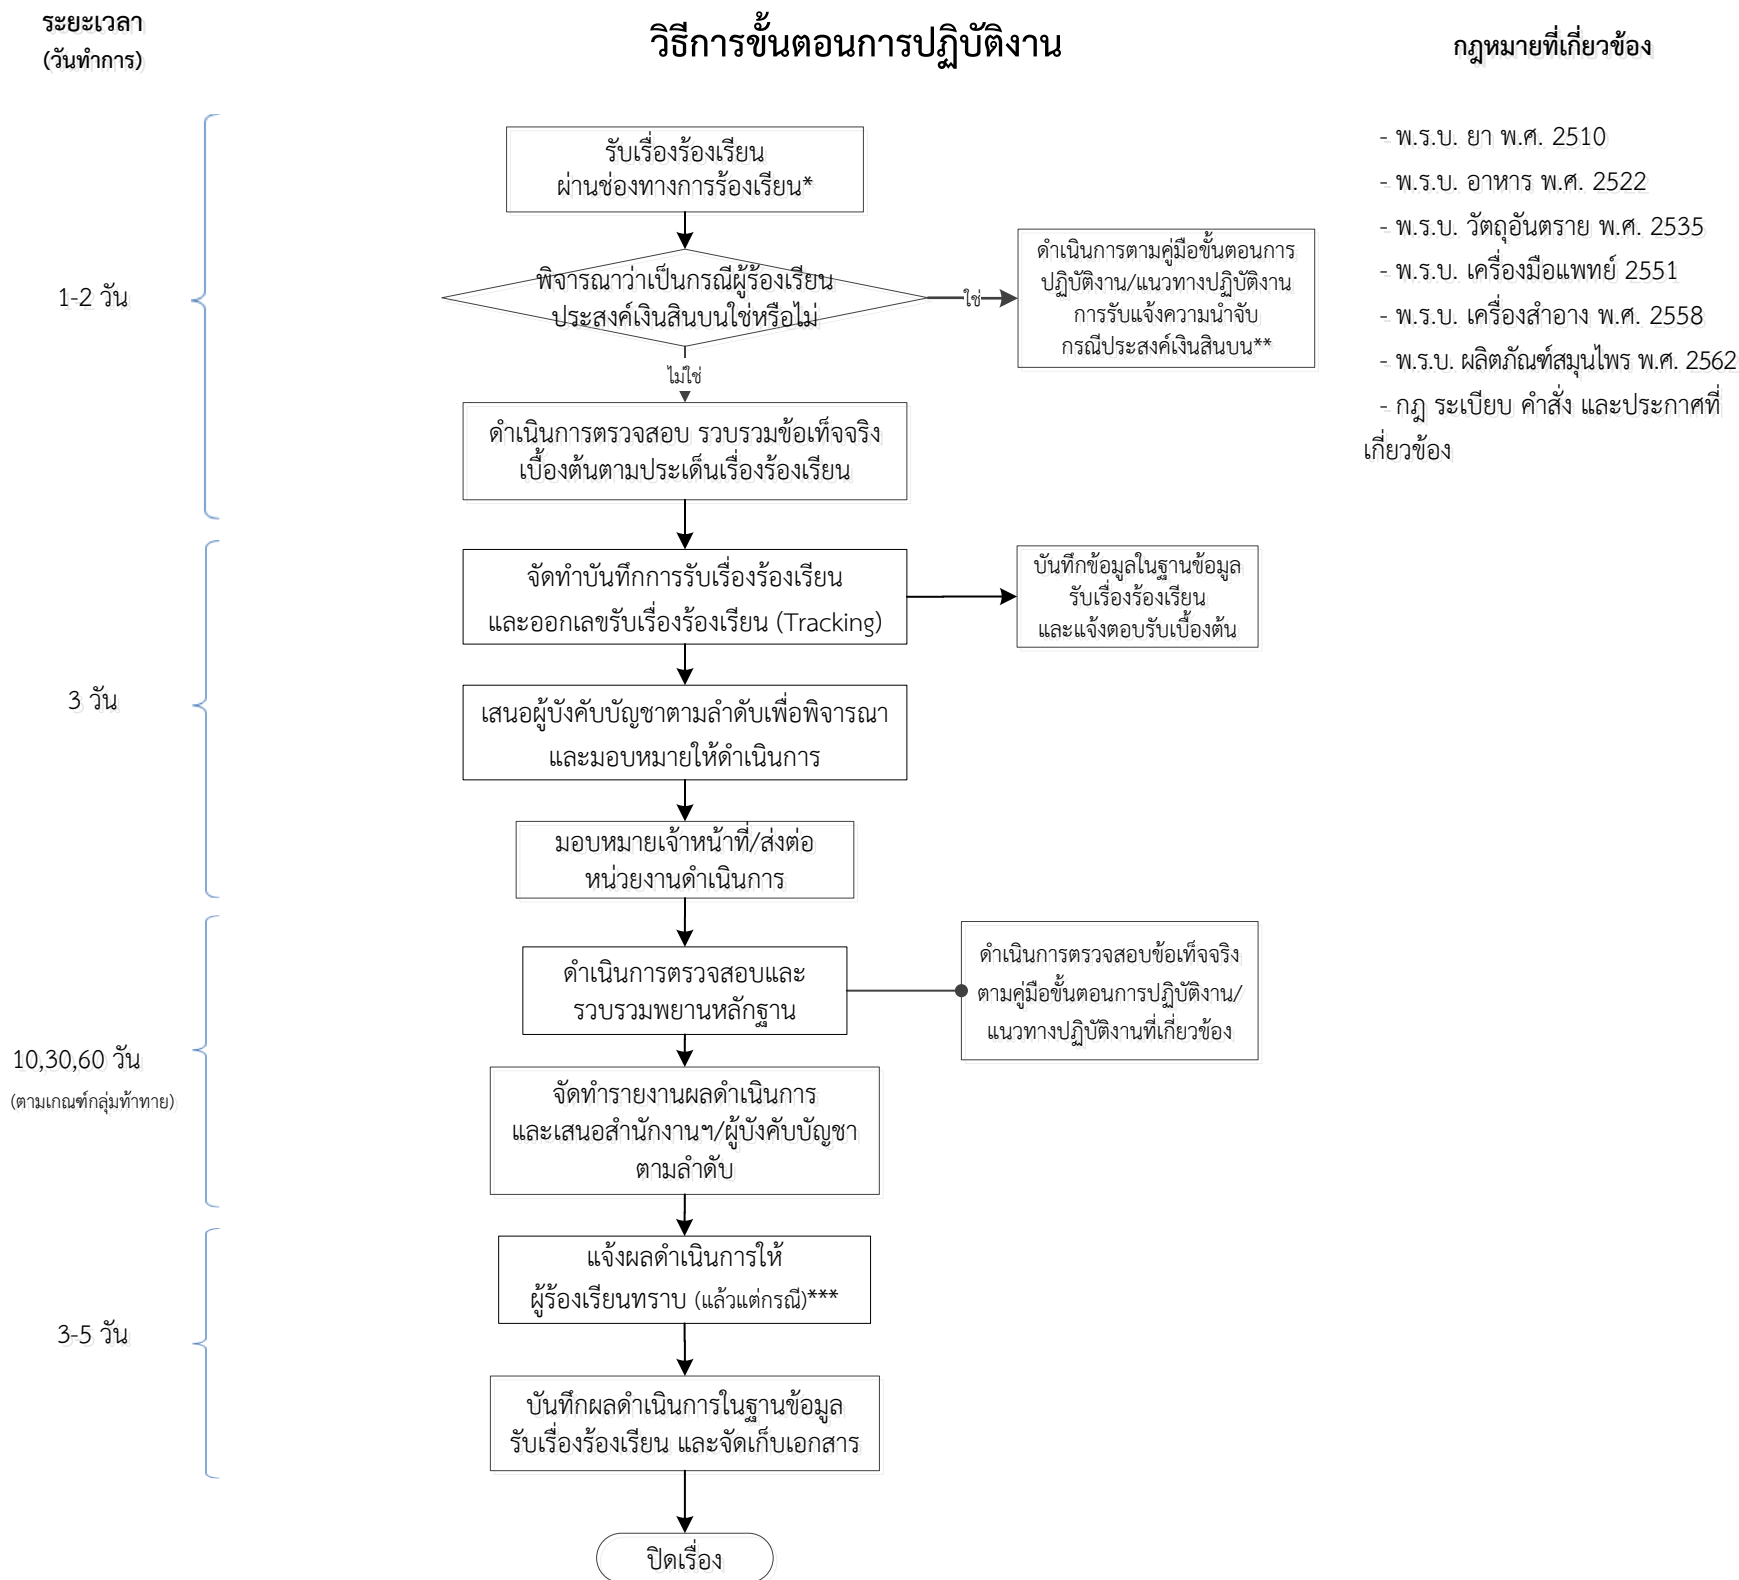 ระยะเวลา
(วันทำการ)
วิธีการขั้นตอนการปฏิบัติงาน
กฎหมายที่เกี่ยวข้อง
1-2 วัน
รับเรื่องร้องเรียน
ผ่านช่องทางการร้องเรียน*
พิจารณาว่าเป็นกรณีผู้ร้องเรียน
ประสงค์เงินสินบนใช่หรือไม่
ใช่
ดำเนินการตามคู่มือขั้นตอนการ
ปฏิบัติงาน/แนวทางปฏิบัติงาน
การรับแจ้งความนำจับ
กรณีประสงค์เงินสินบน**
ไม่ใช่
ดำเนินการตรวจสอบ รวบรวมข้อเท็จจริง
เบื้องต้นตามประเด็นเรื่องร้องเรียน
- พ.ร.บ. ยา พ.ศ. 2510
- พ.ร.บ. อาหาร พ.ศ. 2522
- พ.ร.บ. วัตถุอันตราย พ.ศ. 2535
- พ.ร.บ. เครื่องมือแพทย์ 2551
- พ.ร.บ. เครื่องสำอาง พ.ศ. 2558
- พ.ร.บ. ผลิตภัณฑ์สมุนไพร พ.ศ. 2562
- กฎ ระเบียบ คำสั่ง และประกาศที่
เกี่ยวข้อง
3 วัน
จัดทำบันทึกการรับเรื่องร้องเรียน
และออกเลขรับเรื่องร้องเรียน (Tracking)
บันทึกข้อมูลในฐานข้อมูล
รับเรื่องร้องเรียน
และแจ้งตอบรับเบื้องต้น
เสนอผู้บังคับบัญชาตามลำดับเพื่อพิจารณา
และมอบหมายให้ดำเนินการ
มอบหมายเจ้าหน้าที่/ส่งต่อ
หน่วยงานดำเนินการ
10,30,60 วัน
(ตามเกณฑ์กลุ่มท้าทาย)
ดำเนินการตรวจสอบและ
รวบรวมพยานหลักฐาน
ดำเนินการตรวจสอบข้อเท็จจริง
ตามคู่มือขั้นตอนการปฏิบัติงาน/
แนวทางปฏิบัติงานที่เกี่ยวข้อง
จัดทำรายงานผลดำเนินการ
และเสนอสำนักงานฯ/ผู้บังคับบัญชา
ตามลำดับ
3-5 วัน
แจ้งผลดำเนินการให้
ผู้ร้องเรียนทราบ (แล้วแต่กรณี)***
บันทึกผลดำเนินการในฐานข้อมูล
รับเรื่องร้องเรียน และจัดเก็บเอกสาร
ปิดเรื่อง